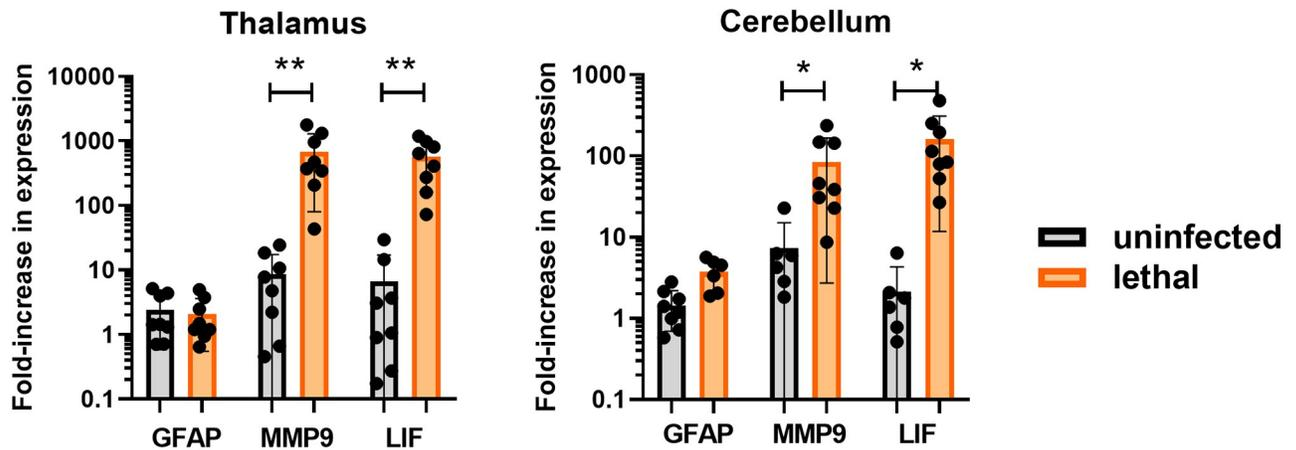 Thalamus
Fold-increase in expression
10000
1000
100
10
1
0.1
** **
GFAP MMP9 LIF
Cerebellum
Fold-increase in expression
1000
100
10
1
0.1
* *
GFAP MMP9 LIF
uninfected
lethal